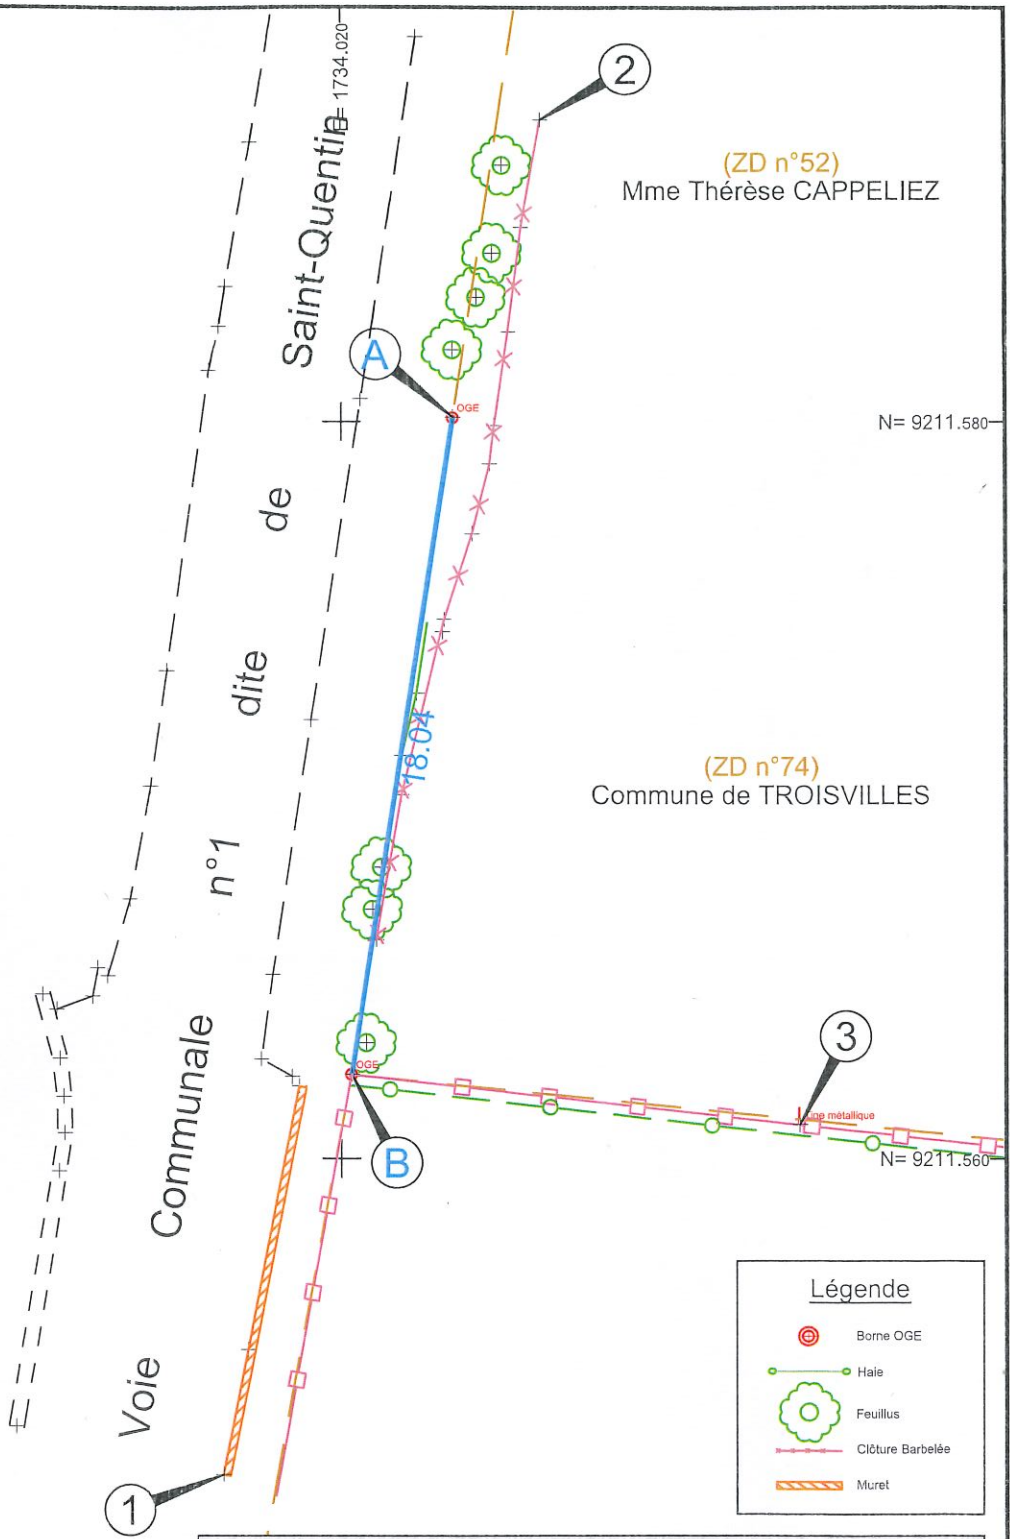 E= 1734.020
2
(ZD n°52)
Mme Thérèse CAPPELIEZ
A
OGE
N= 9211.580
18.04
(ZD n°74)
Commune de TROISVILLES
Voie Communale n°1 dite de Saint-Quentin
OGE
3
métallique
B
N= 9211.560
1
Légende
Borne OGE
Haie
Feuillus
Clôture Barbelée
Muret